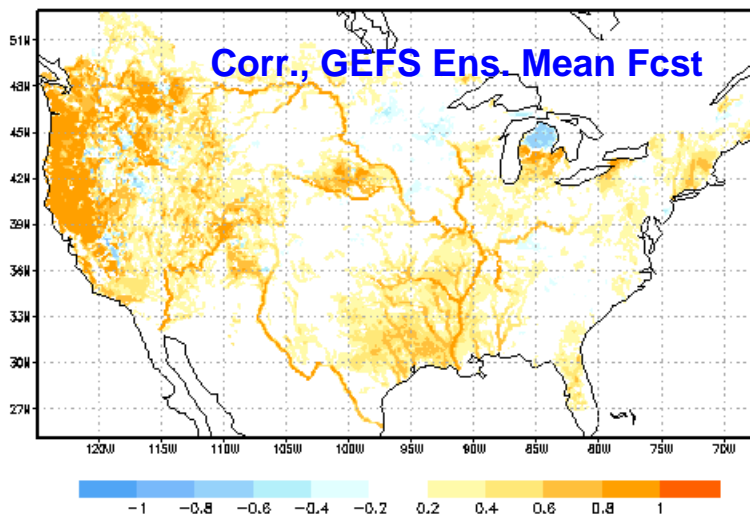 Corr., GEFS Ens. Mean Fcst
51N
48N
45N
42N
39N
36N
33N
30N
27N
120W 115W 110W 105W 100W 95W 90W 85W 80W 75W 70W
-1 -0.8 -0.6 -0.4 -0.2 0.2 0.4 0.6 0.8 1